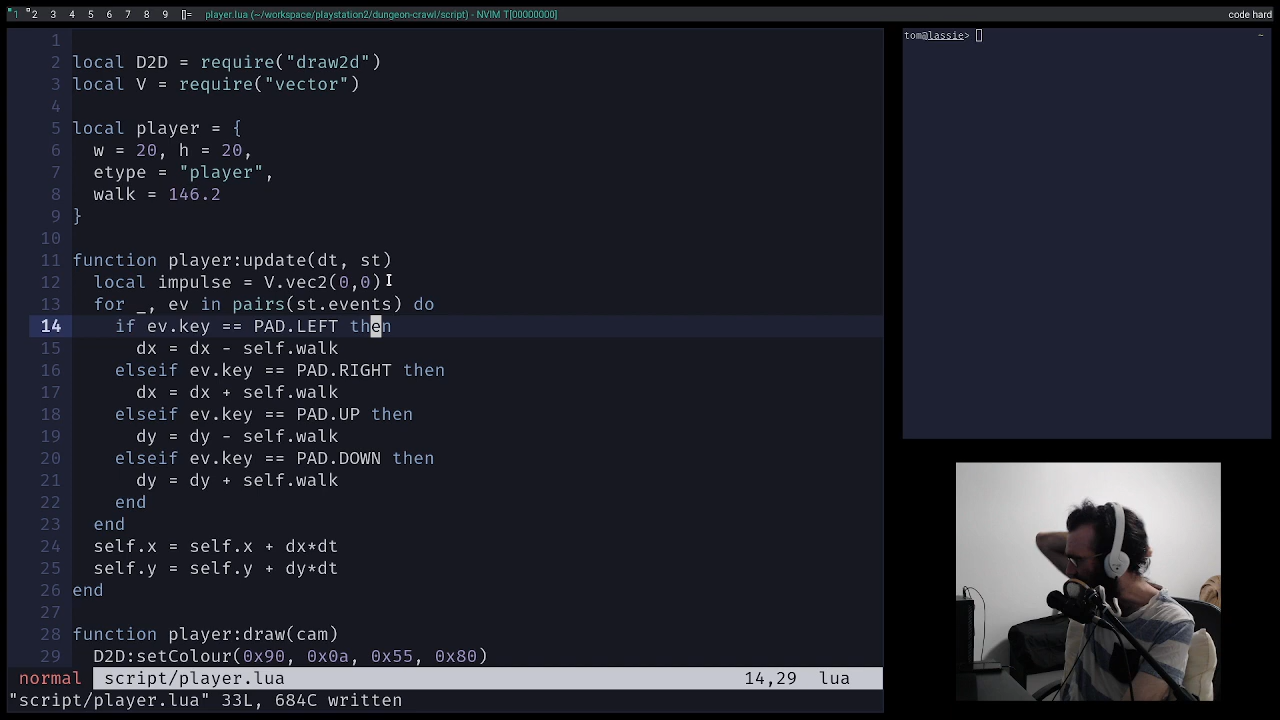 1 2 3 4 5 6 7 8 9 []= player.lua (~/workspace/playstation2/dungeon-crawl/script) - NVIM T[00000000] code hard
1
2 local D2D = require("draw2d")
3 local V = require("vector")
4
5 local player = {
6 w = 20, h = 20,
7 etype = "player",
8 walk = 146.2
9 }
10
11 function player:update(dt, st)
12 local impulse = V.vec2(0,0)
13 for _, ev in pairs(st.events) do
14 if ev.key == PAD.LEFT then
15 dx = dx - self.walk
16 elseif ev.key == PAD.RIGHT then
17 dx = dx + self.walk
18 elseif ev.key == PAD.UP then
19 dy = dy - self.walk
20 elseif ev.key == PAD.DOWN then
21 dy = dy + self.walk
22 end
23 end
24 self.x = self.x + dx*dt
25 self.y = self.y + dy*dt
26 end
27
28 function player:draw(cam)
29 D2D:setColour(0x90, 0x0a, 0x55, 0x80)
normal script/player.lua 14,29 lua
"script/player.lua" 33L, 684C written
tom@lassie> ~